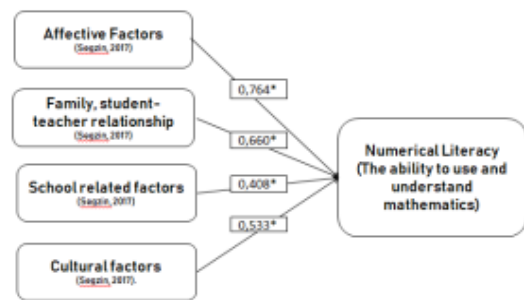 Affective Factors
(Sezgin, 2017)
0,764*
Family, student-
teacher relationship
(Sezgin, 2017)
0,660*
Numerical Literacy
(The ability to use and
understand
mathematics)
School related factors
(Sezgin, 2017)
0,408*
0,533*
Cultural factors
(Sezgin, 2017).